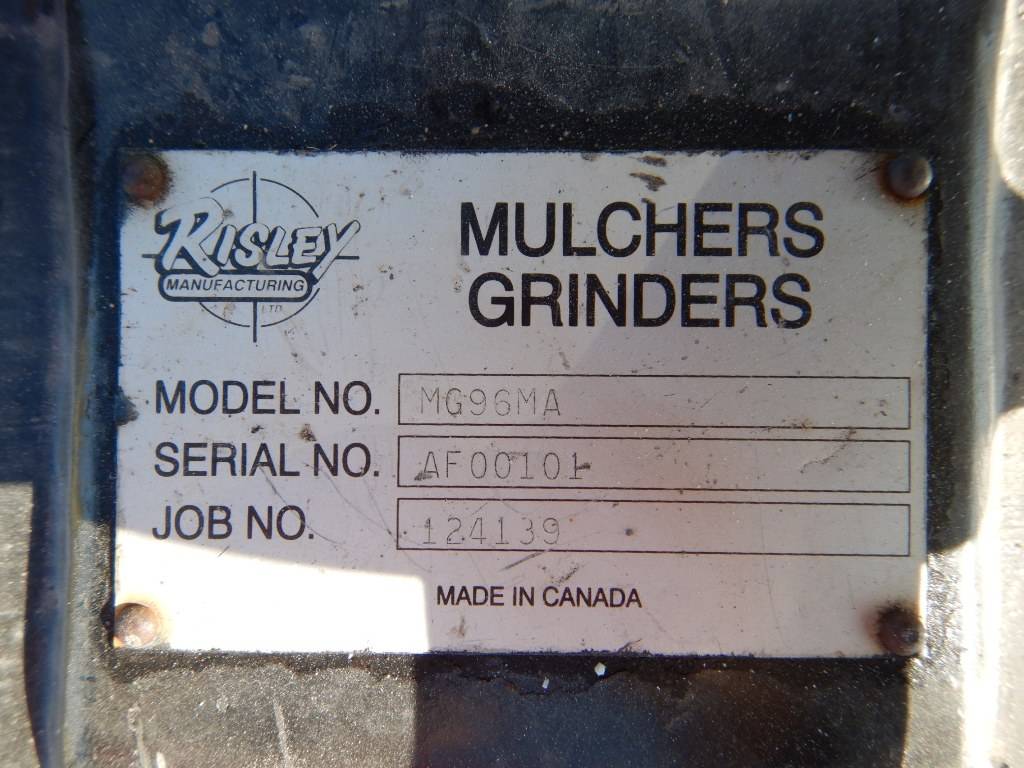 RISLEY
MANUFACTURING
LTD.
MULCHERS
GRINDERS
MODEL NO. MG96MA
SERIAL NO. AF00101
JOB NO. 124139
MADE IN CANADA